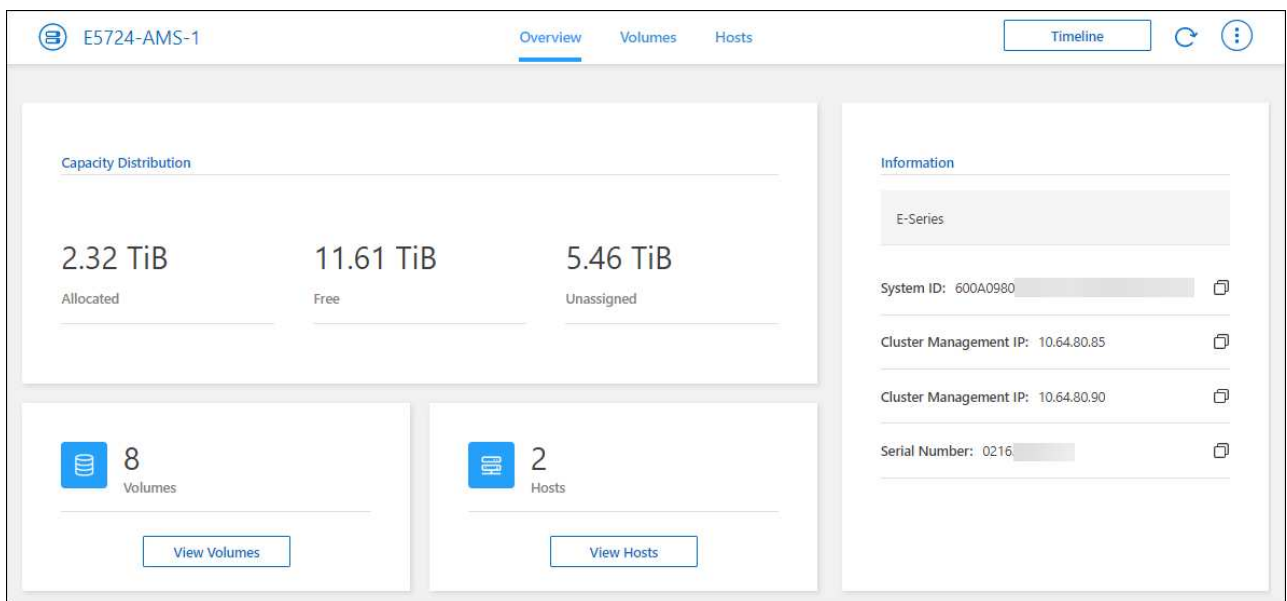 E5724-AMS-1
Overview Volumes Hosts
Timeline
Capacity Distribution
2.32 TiB
Allocated
11.61 TiB
Free
5.46 TiB
Unassigned
8
Volumes
View Volumes
2
Hosts
View Hosts
Information
E-Series
System ID: 600A0980
Cluster Management IP: 10.64.80.85
Cluster Management IP: 10.64.80.90
Serial Number: 0216